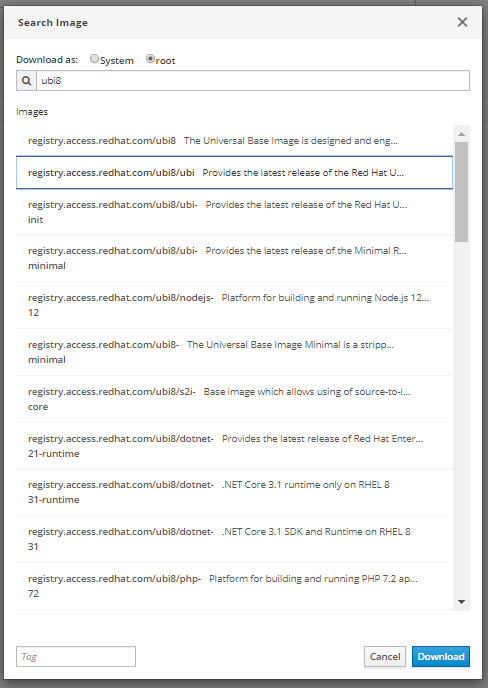 Search Image
Download as: System root
ubi8
Images
registry.access.redhat.com/ubi8 The Universal Base Image is designed and eng...
registry.access.redhat.com/ubi8/ubi Provides the latest release of the Red Hat U...
registry.access.redhat.com/ubi8/ubi- Provides the latest release of the Red Hat U...
init
registry.access.redhat.com/ubi8/ubi- Provides the latest release of the Minimal R...
minimal
registry.access.redhat.com/ubi8/nodejs- Platform for building and running Node.js 12...
12
registry.access.redhat.com/ubi8- The Universal Base Image Minimal is a stripp...
minimal
registry.access.redhat.com/ubi8/s2i- Base image which allows using of source-to-i...
core
registry.access.redhat.com/ubi8/dotnet- Provides the latest release of Red Hat Enter...
21-runtime
registry.access.redhat.com/ubi8/dotnet- .NET Core 3.1 runtime only on RHEL 8
31-runtime
registry.access.redhat.com/ubi8/dotnet- .NET Core 3.1 SDK and Runtime on RHEL 8
31
registry.access.redhat.com/ubi8/php- Platform for building and running PHP 7.2 ap...
72
Tag Cancel Download